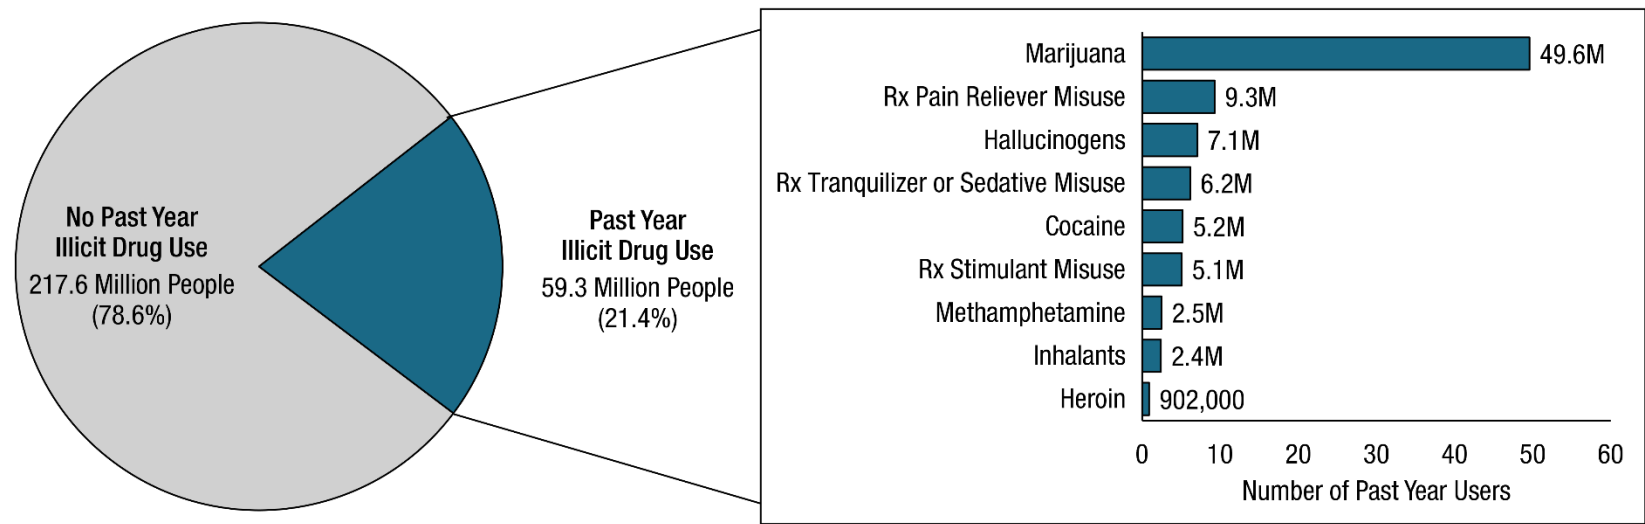 No Past Year
Illicit Drug Use
217.6 Million People
(78.6%)
Past Year
Illicit Drug Use
59.3 Million People
(21.4%)
Marijuana 49.6M
Rx Pain Reliever Misuse 9.3M
Hallucinogens 7.1M
Rx Tranquilizer or Sedative Misuse 6.2M
Cocaine 5.2M
Rx Stimulant Misuse 5.1M
Methamphetamine 2.5M
Inhalants 2.4M
Heroin 902,000
0 10 20 30 40 50 60
Number of Past Year Users